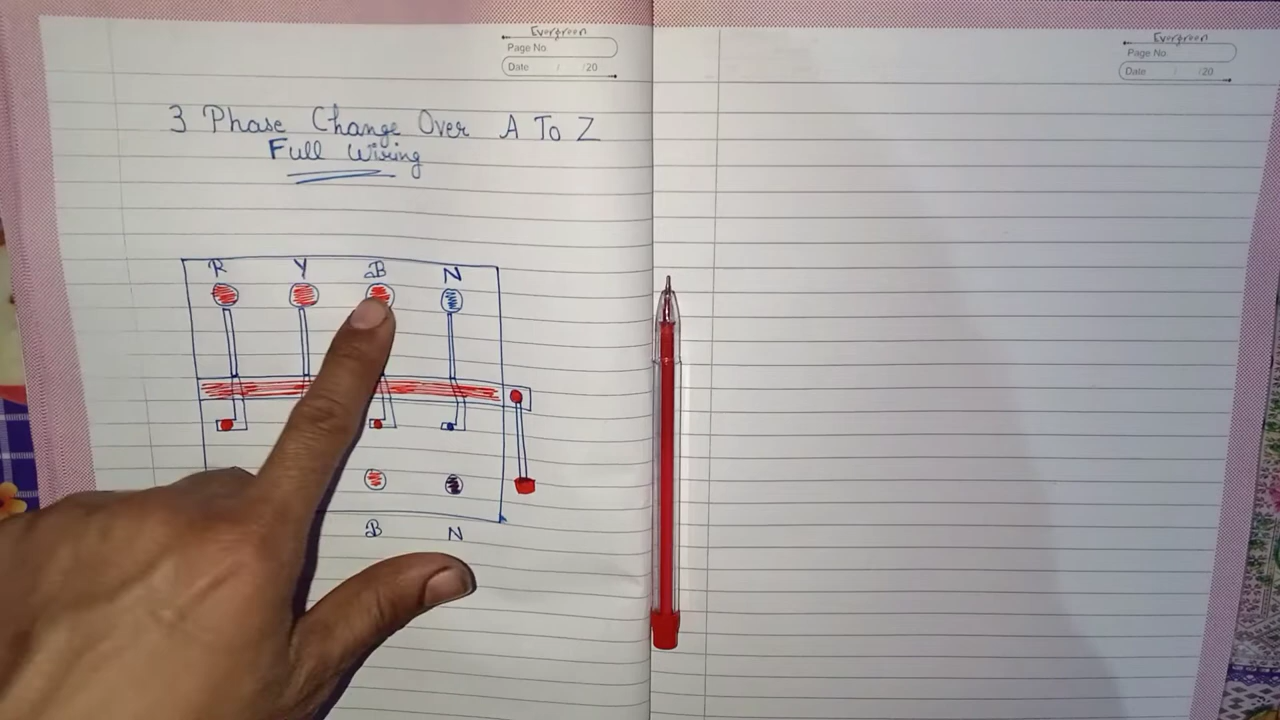 Evergreen
Page No
Date / /20
Evergreen
Page No
Date / /20
3 Phase Change Over A To Z
Full Wiring
R Y B N
B N